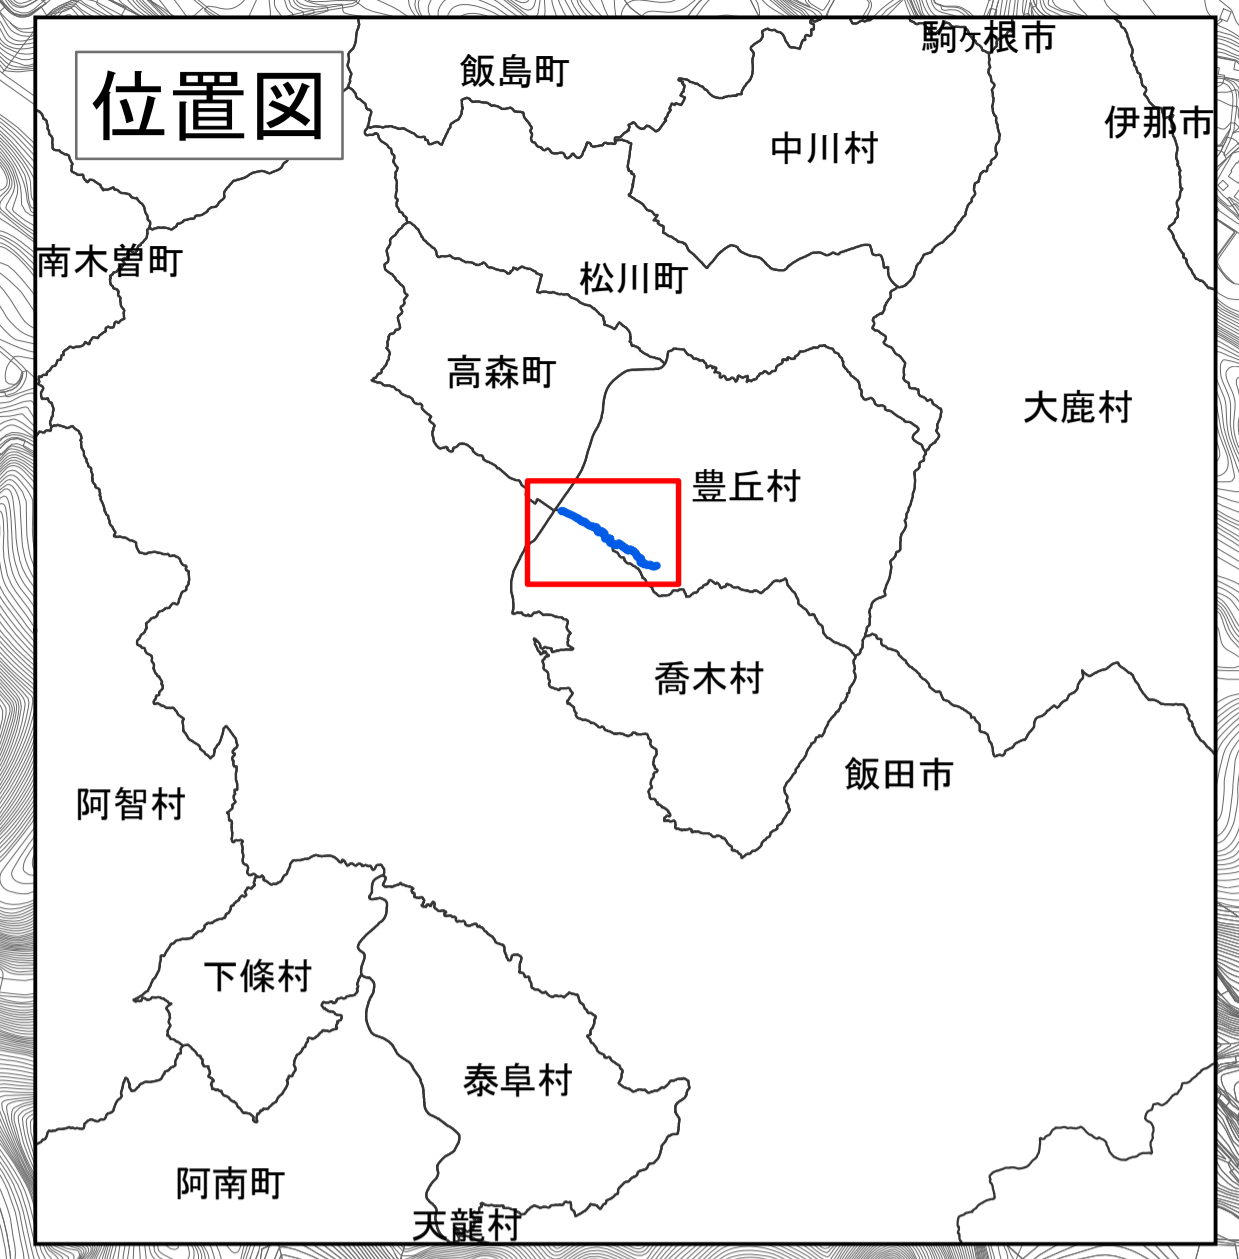 位置図
駒ヶ根市
飯島町
伊那市
中川村
南木曽町
松川町
高森町
大鹿村
豊丘村
喬木村
飯田市
阿智村
下條村
泰阜村
阿南町
天龍村